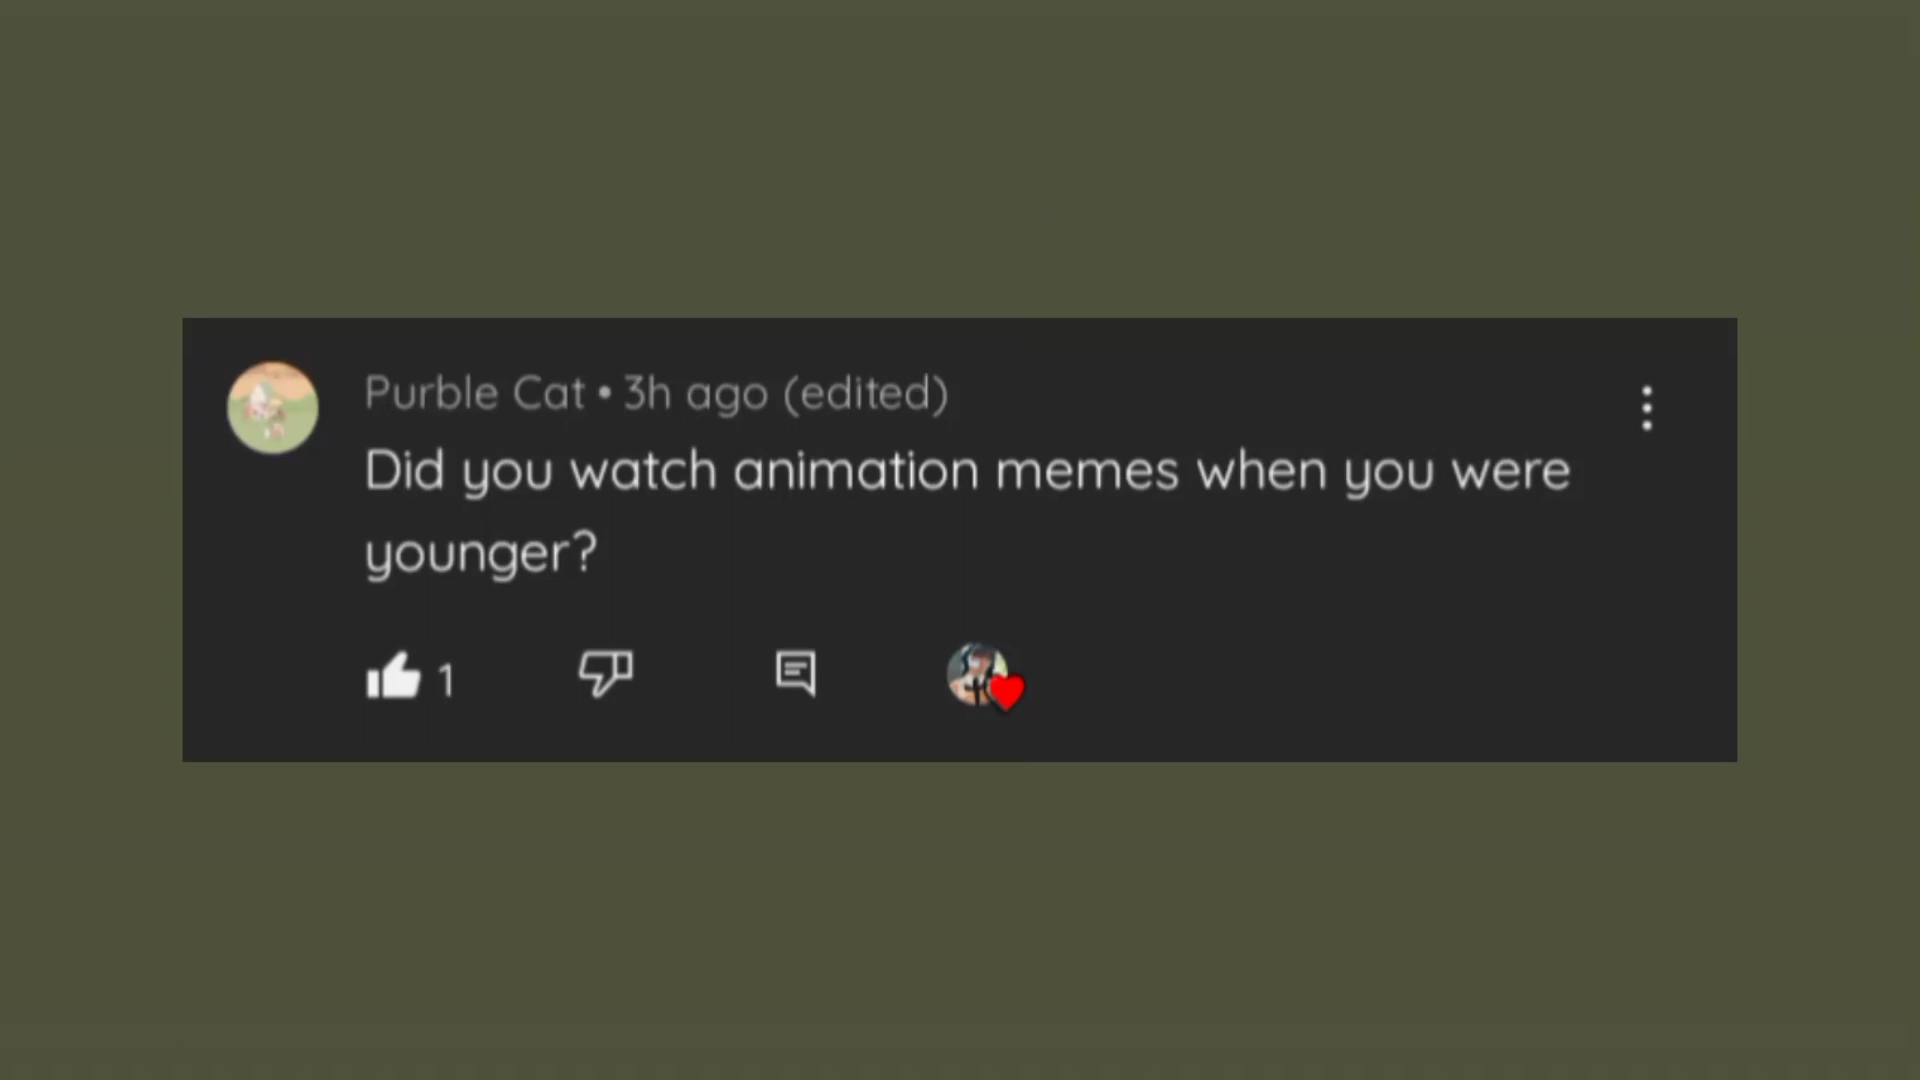 Purble Cat • 3h ago (edited)
Did you watch animation memes when you were
younger?
1